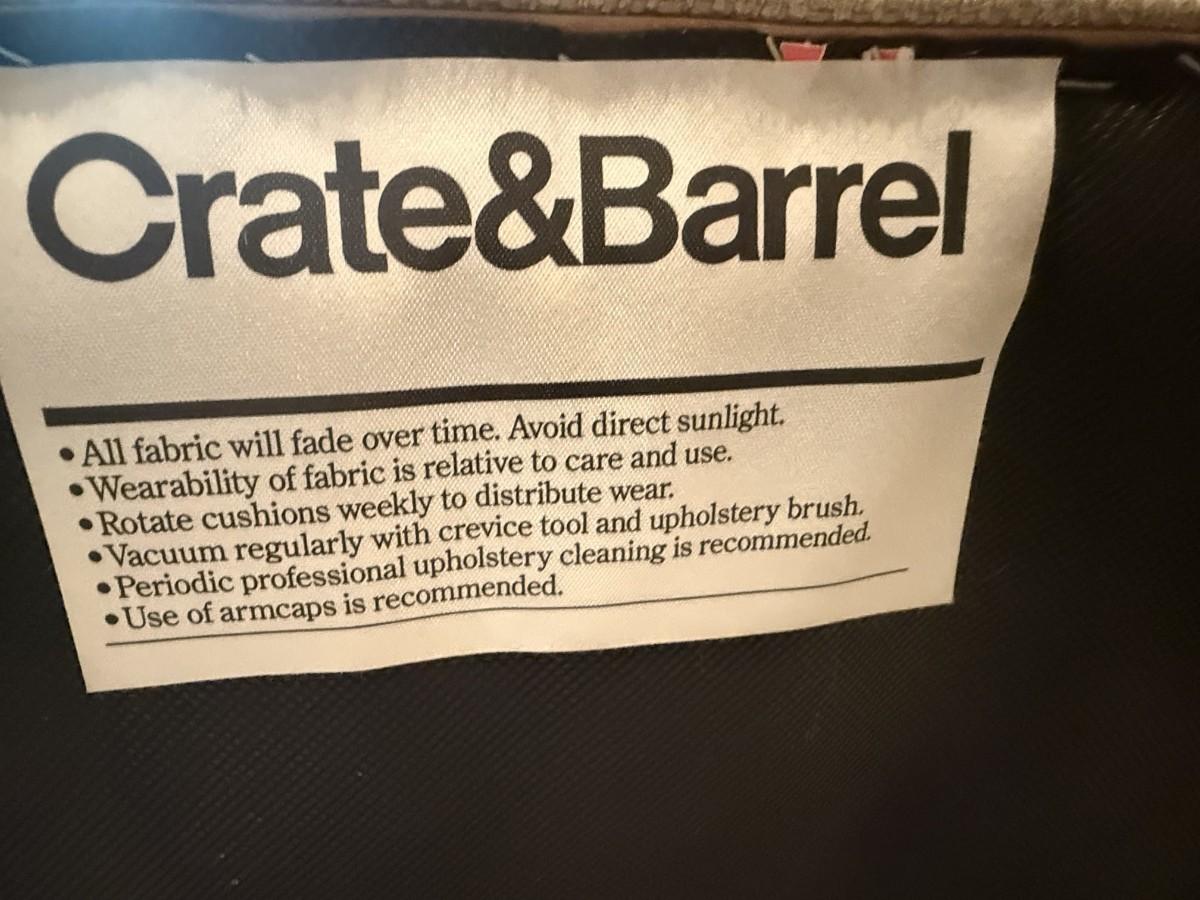 Crate&Barrel
• All fabric will fade over time. Avoid direct sunlight.
• Wearability of fabric is relative to care and use.
• Rotate cushions weekly to distribute wear.
• Vacuum regularly with crevice tool and upholstery brush.
• Periodic professional upholstery cleaning is recommended.
• Use of armcaps is recommended.